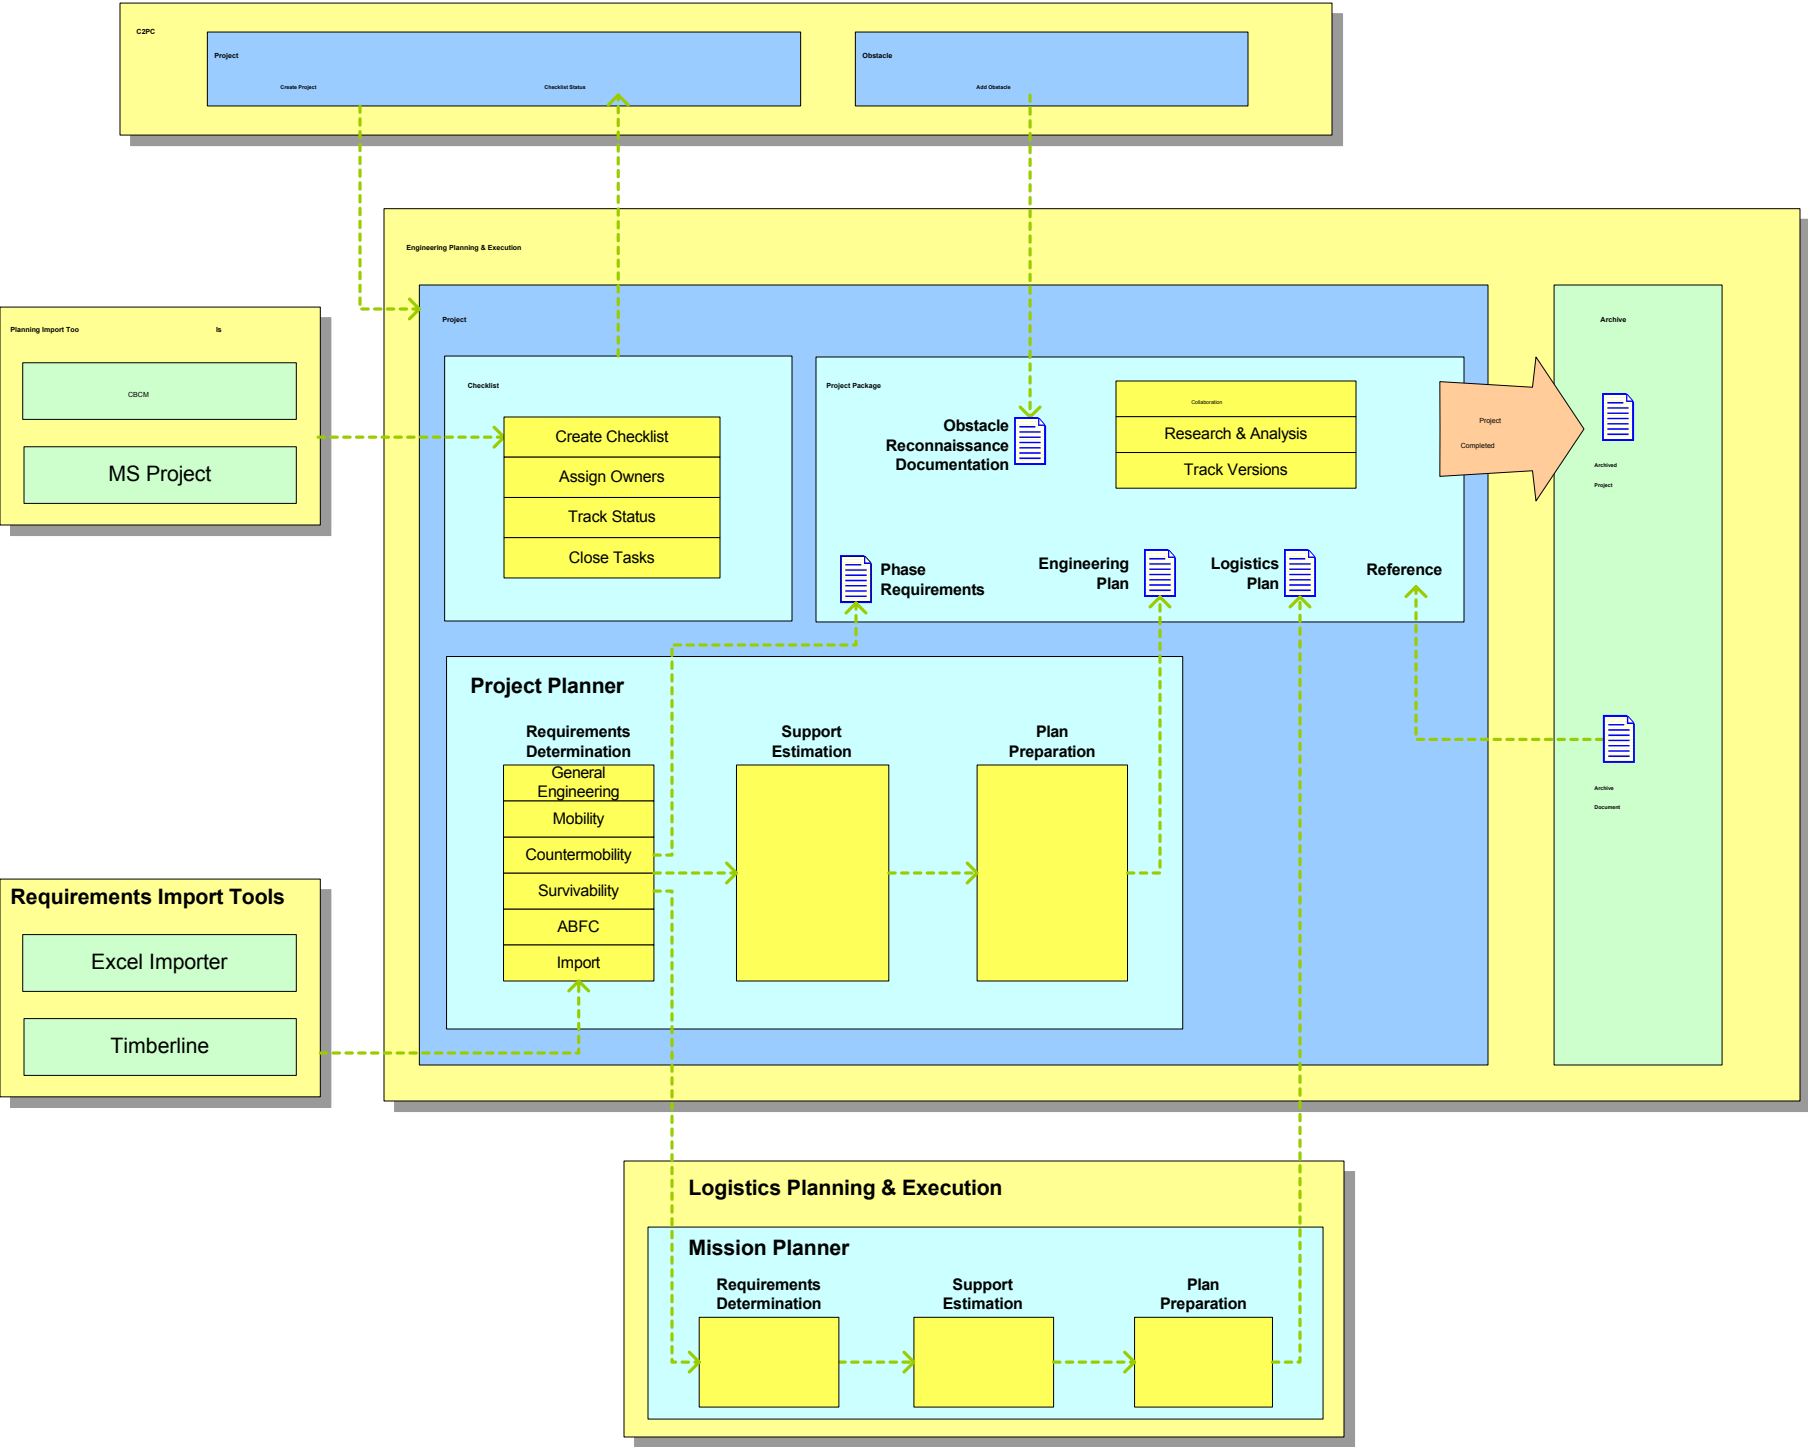 C2PC
Project
Create Project
Checklist Status
Obstacle
Add Obstacle
Engineering Planning & Execution
Planning Import Too ls
CBCM
MS Project
Project
Checklist
Create Checklist
Assign Owners
Track Status
Close Tasks
Project Package
Obstacle
Reconnaissance
Documentation
Collaboration
Research & Analysis
Track Versions
Project
Completed
Phase
Requirements
Engineering
Plan
Logistics
Plan
Reference
Archive
Archived
Project
Archive
Document
Project Planner
Requirements
Determination
General
Engineering
Mobility
Countermobility
Survivability
ABFC
Import
Support
Estimation
Plan
Preparation
Requirements Import Tools
Excel Importer
Timberline
Logistics Planning & Execution
Mission Planner
Requirements
Determination
Support
Estimation
Plan
Preparation